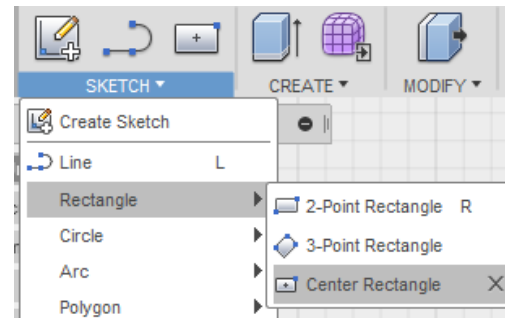 SKETCH ▾ CREATE ▾ MODIFY ▾
Create Sketch
Line L
Rectangle
Circle
Arc
Polygon
2-Point Rectangle R
3-Point Rectangle
Center Rectangle